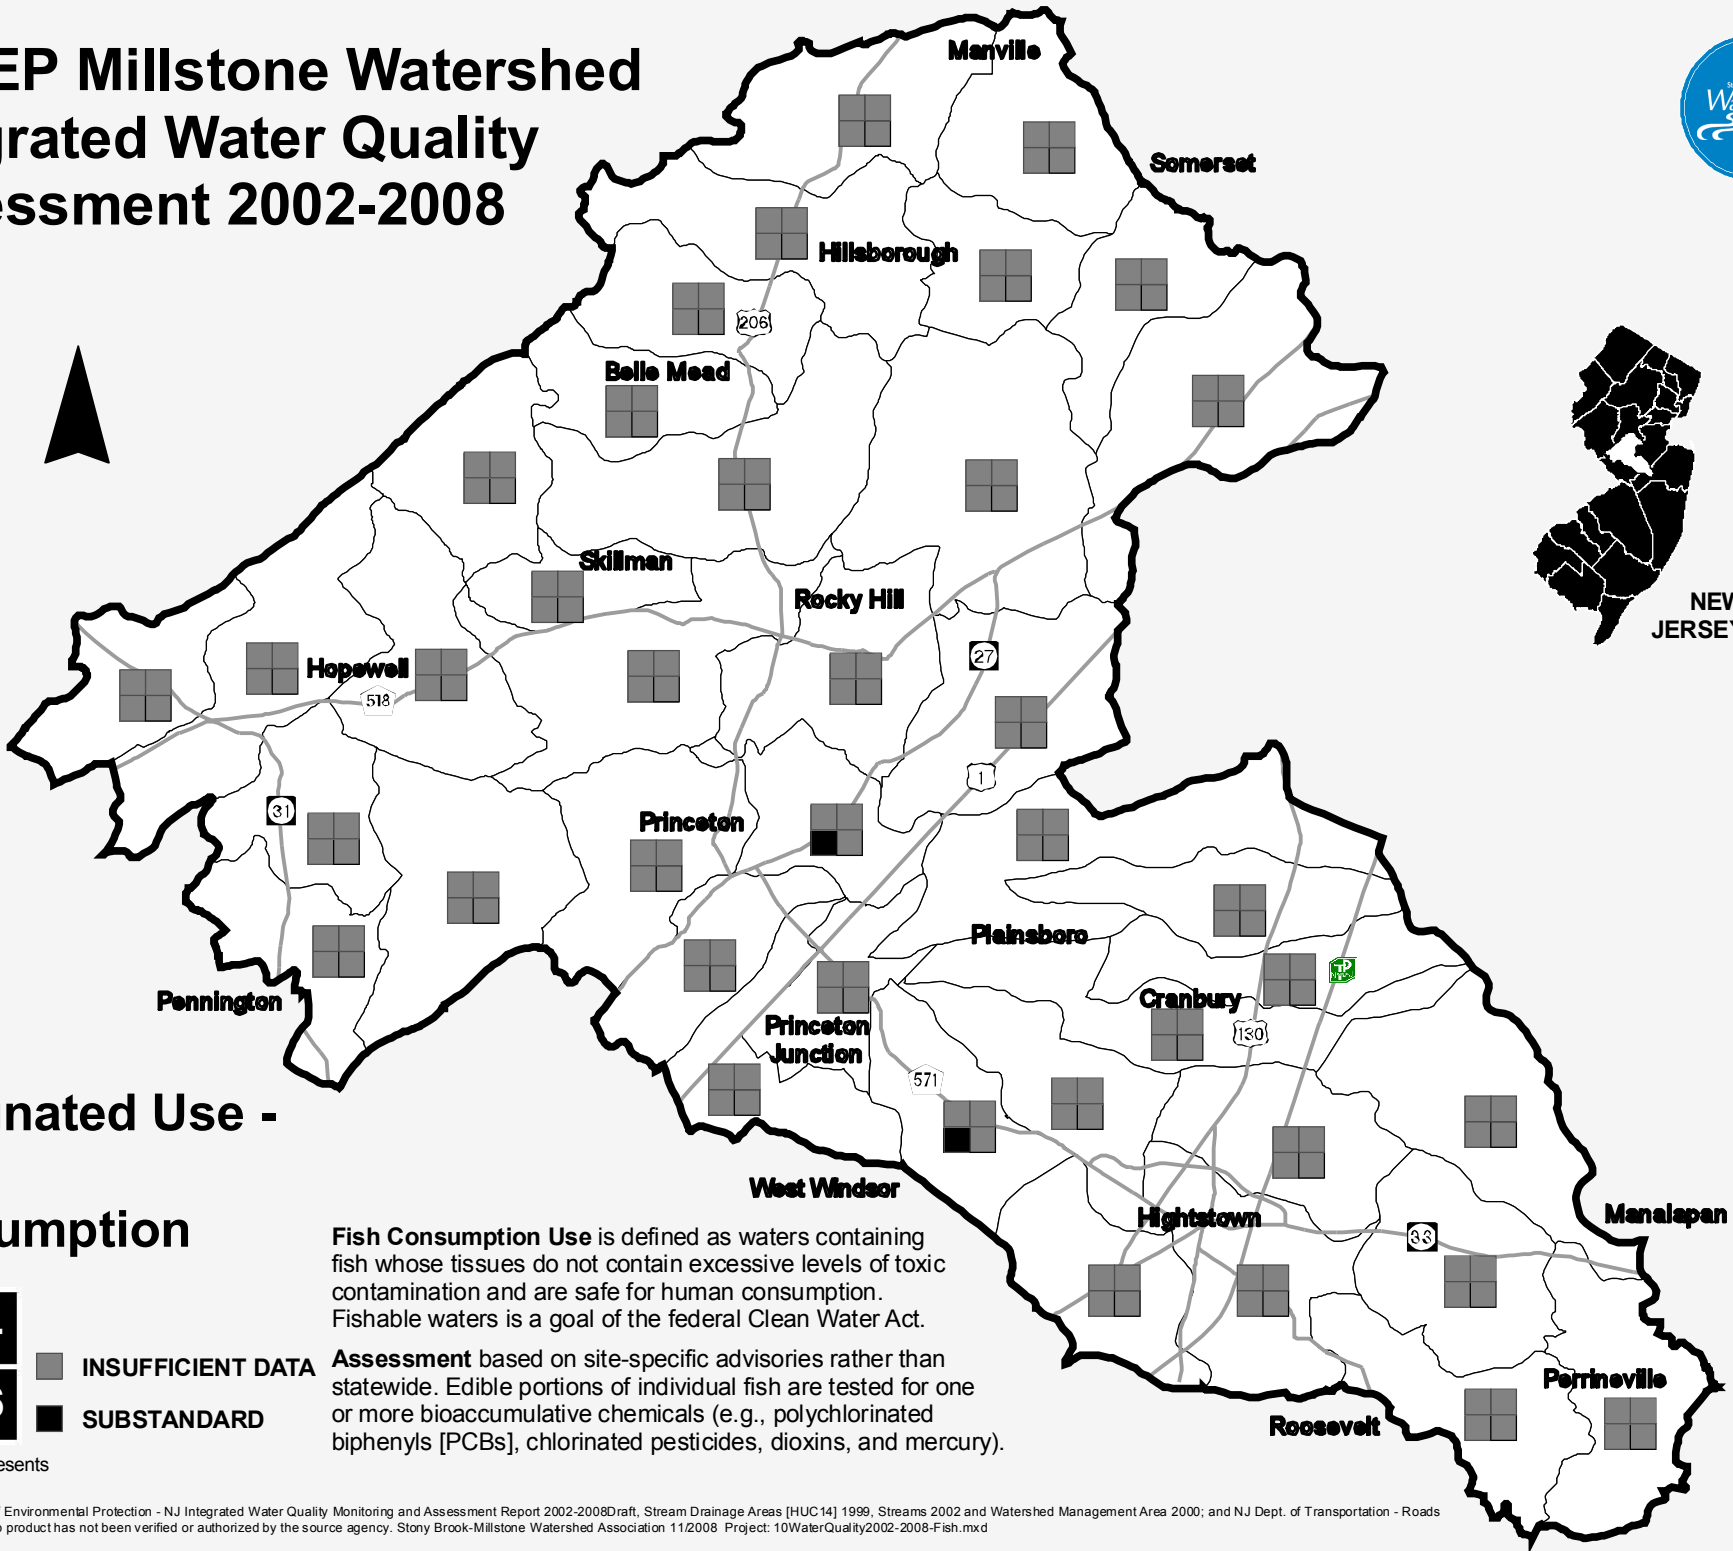 EP Millstone Watershed
grated Water Quality
essment 2002-2008
Manville
Somerset
Hillsborough
206
Belle Mead
Skillman
Rocky Hill
NEW
JERSEY
27
Hopewell
518
1
31
Princeton
Plainsboro
Pennington
Cranbury
Princeton
Junction
130
571
gnated Use -
umption
West Windsor
Hightstown
33
Manalapan
Perrineville
Roosevelt
INSUFFICIENT DATA
SUBSTANDARD
esents
Fish Consumption Use is defined as waters containing
fish whose tissues do not contain excessive levels of toxic
contamination and are safe for human consumption.
Fishable waters is a goal of the federal Clean Water Act.
Assessment based on site-specific advisories rather than
statewide. Edible portions of individual fish are tested for one
or more bioaccumulative chemicals (e.g., polychlorinated
biphenyls [PCBs], chlorinated pesticides, dioxins, and mercury).
Environmental Protection - NJ Integrated Water Quality Monitoring and Assessment Report 2002-2008Draft, Stream Drainage Areas [HUC14] 1999, Streams 2002 and Watershed Management Area 2000; and NJ Dept. of Transportation - Roads
product has not been verified or authorized by the source agency. Stony Brook-Millstone Watershed Association 11/2008 Project: 10WaterQuality2002-2008-Fish.mxd